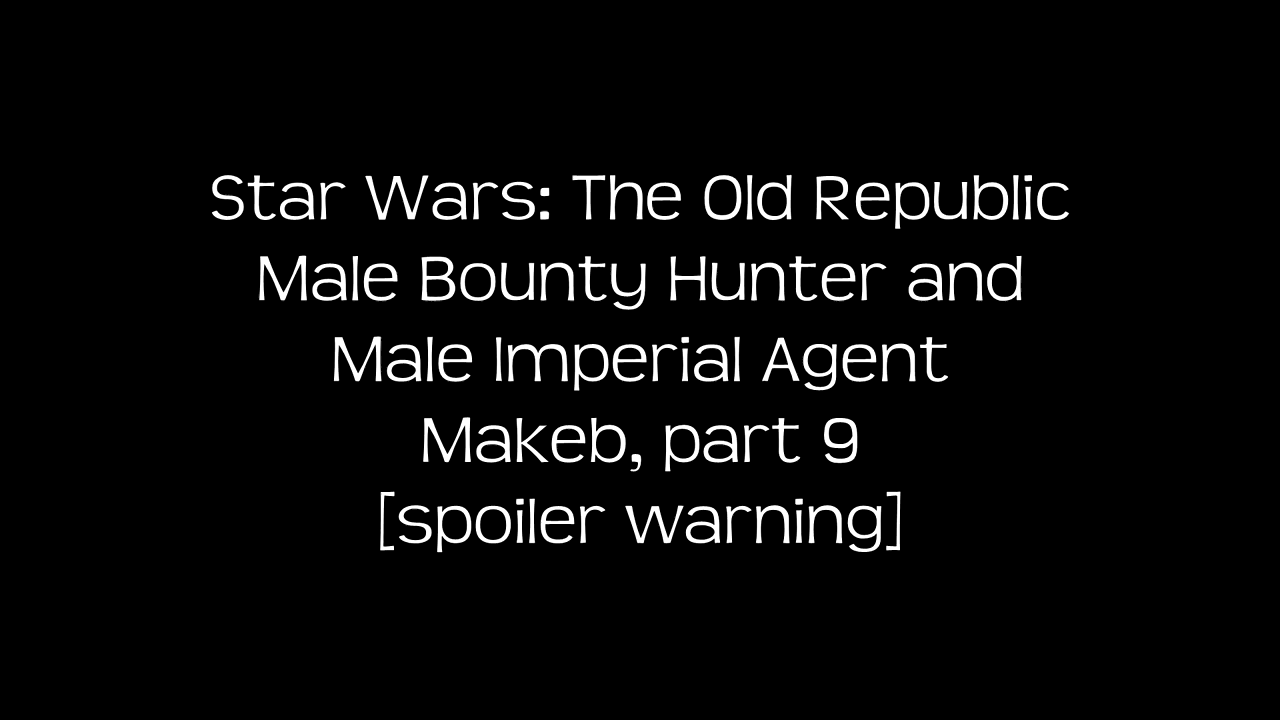 Star Wars: The Old Republic
Male Bounty Hunter and
Male Imperial Agent
Makeb, part 9
[spoiler warning]